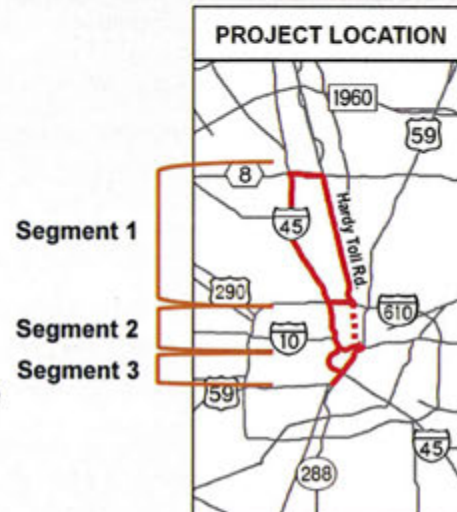 PROJECT LOCATION
1960
59
8
Segment 1
45
Hardy Toll Rd.
290
610
Segment 2
10
Segment 3
59
45
288